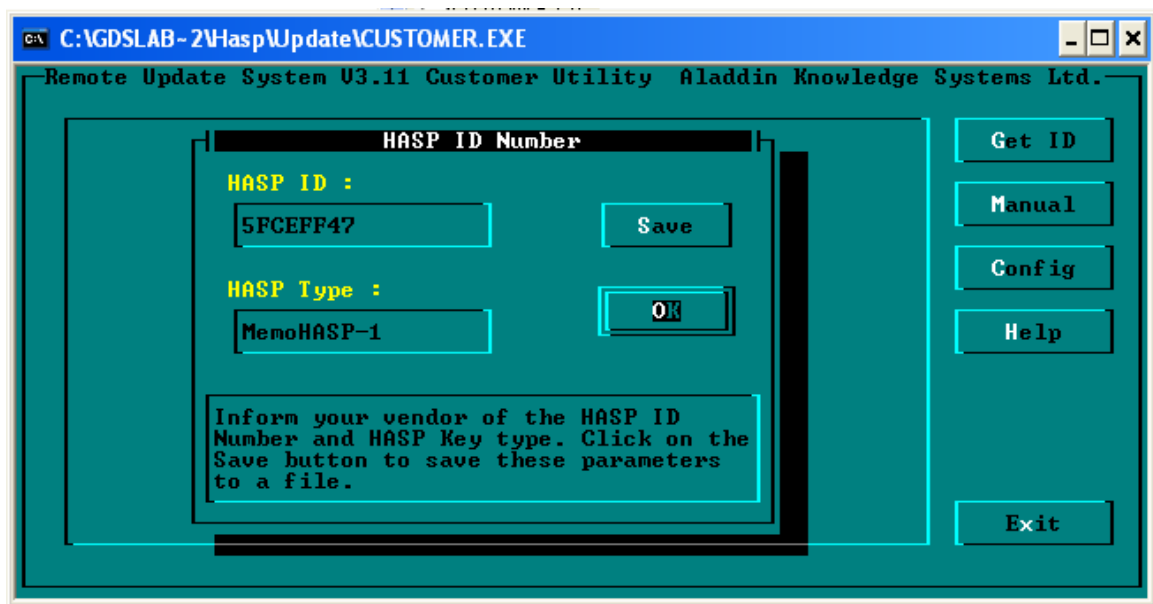 C:\GDSLAB~2\Hasp\Update\CUSTOMER.EXE
Remote Update System V3.11 Customer Utility Aladdin Knowledge Systems Ltd.
HASP ID Number
Get ID
HASP ID :
5FCEFF47
Save
Manual
Config
HASP Type :
OK
MemoHASP-1
Help
Inform your vendor of the HASP ID
Number and HASP Key type. Click on the
Save button to save these parameters
to a file.
Exit